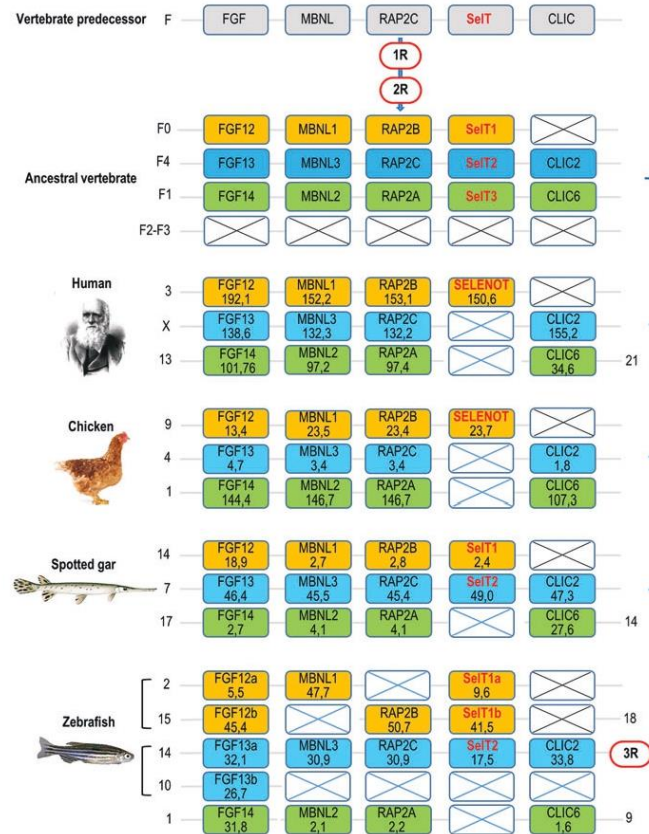 Vertebrate predecessor F FGF MBNL RAP2C SelT CLIC
1R
2R
F0 FGF12 MBNL1 RAP2B SelT1
Ancestral vertebrate
F4 FGF13 MBNL3 RAP2C SelT2 CLIC2
F1 FGF14 MBNL2 RAP2A SelT3 CLIC6
F2-F3
Human
3 FGF12 MBNL1 RAP2B SELENOT
192,1 152,2 153,1 150,6
X FGF13 MBNL3 RAP2C CLIC2
138,6 132,3 132,2 155,2
13 FGF14 MBNL2 RAP2A CLIC6 21
101,76 97,2 97,4 34,6
Chicken
9 FGF12 MBNL1 RAP2B SELENOT
13,4 23,5 23,4 23,7
4 FGF13 MBNL3 RAP2C CLIC2
4,7 3,4 3,4 1,8
1 FGF14 MBNL2 RAP2A CLIC6
144,4 146,7 146,7 107,3
Spotted gar
14 FGF12 MBNL1 RAP2B SelT1
18,9 2,7 2,8 2,4
7 FGF13 MBNL3 RAP2C SelT2 CLIC2
46,4 45,5 45,4 49,0 47,3
17 FGF14 MBNL2 RAP2A CLIC6 14
2,7 4,1 4,1 27,6
Zebrafish
2 FGF12a MBNL1 SelT1a
5,5 47,7 9,6
15 FGF12b RAP2B SelT1b 18
45,4 50,7 41,5
14 FGF13a MBNL3 RAP2C SelT2 CLIC2 3R
32,1 30,9 30,9 17,5 33,8
10 FGF13b
26,7
1 FGF14 MBNL2 RAP2A CLIC6 9
31,8 2,1 2,2 1,6